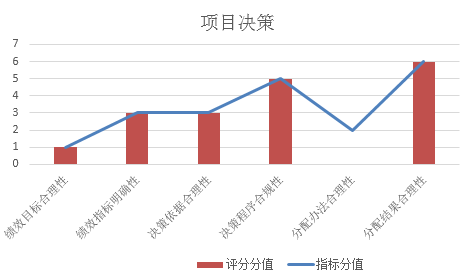 项目决策
7
6
5
4
3
2
1
0
绩效目标合理性
绩效指标明确性
决策依据合理性
决策程序合规性
分配办法合理性
分配结果合理性
评分分值 指标分值